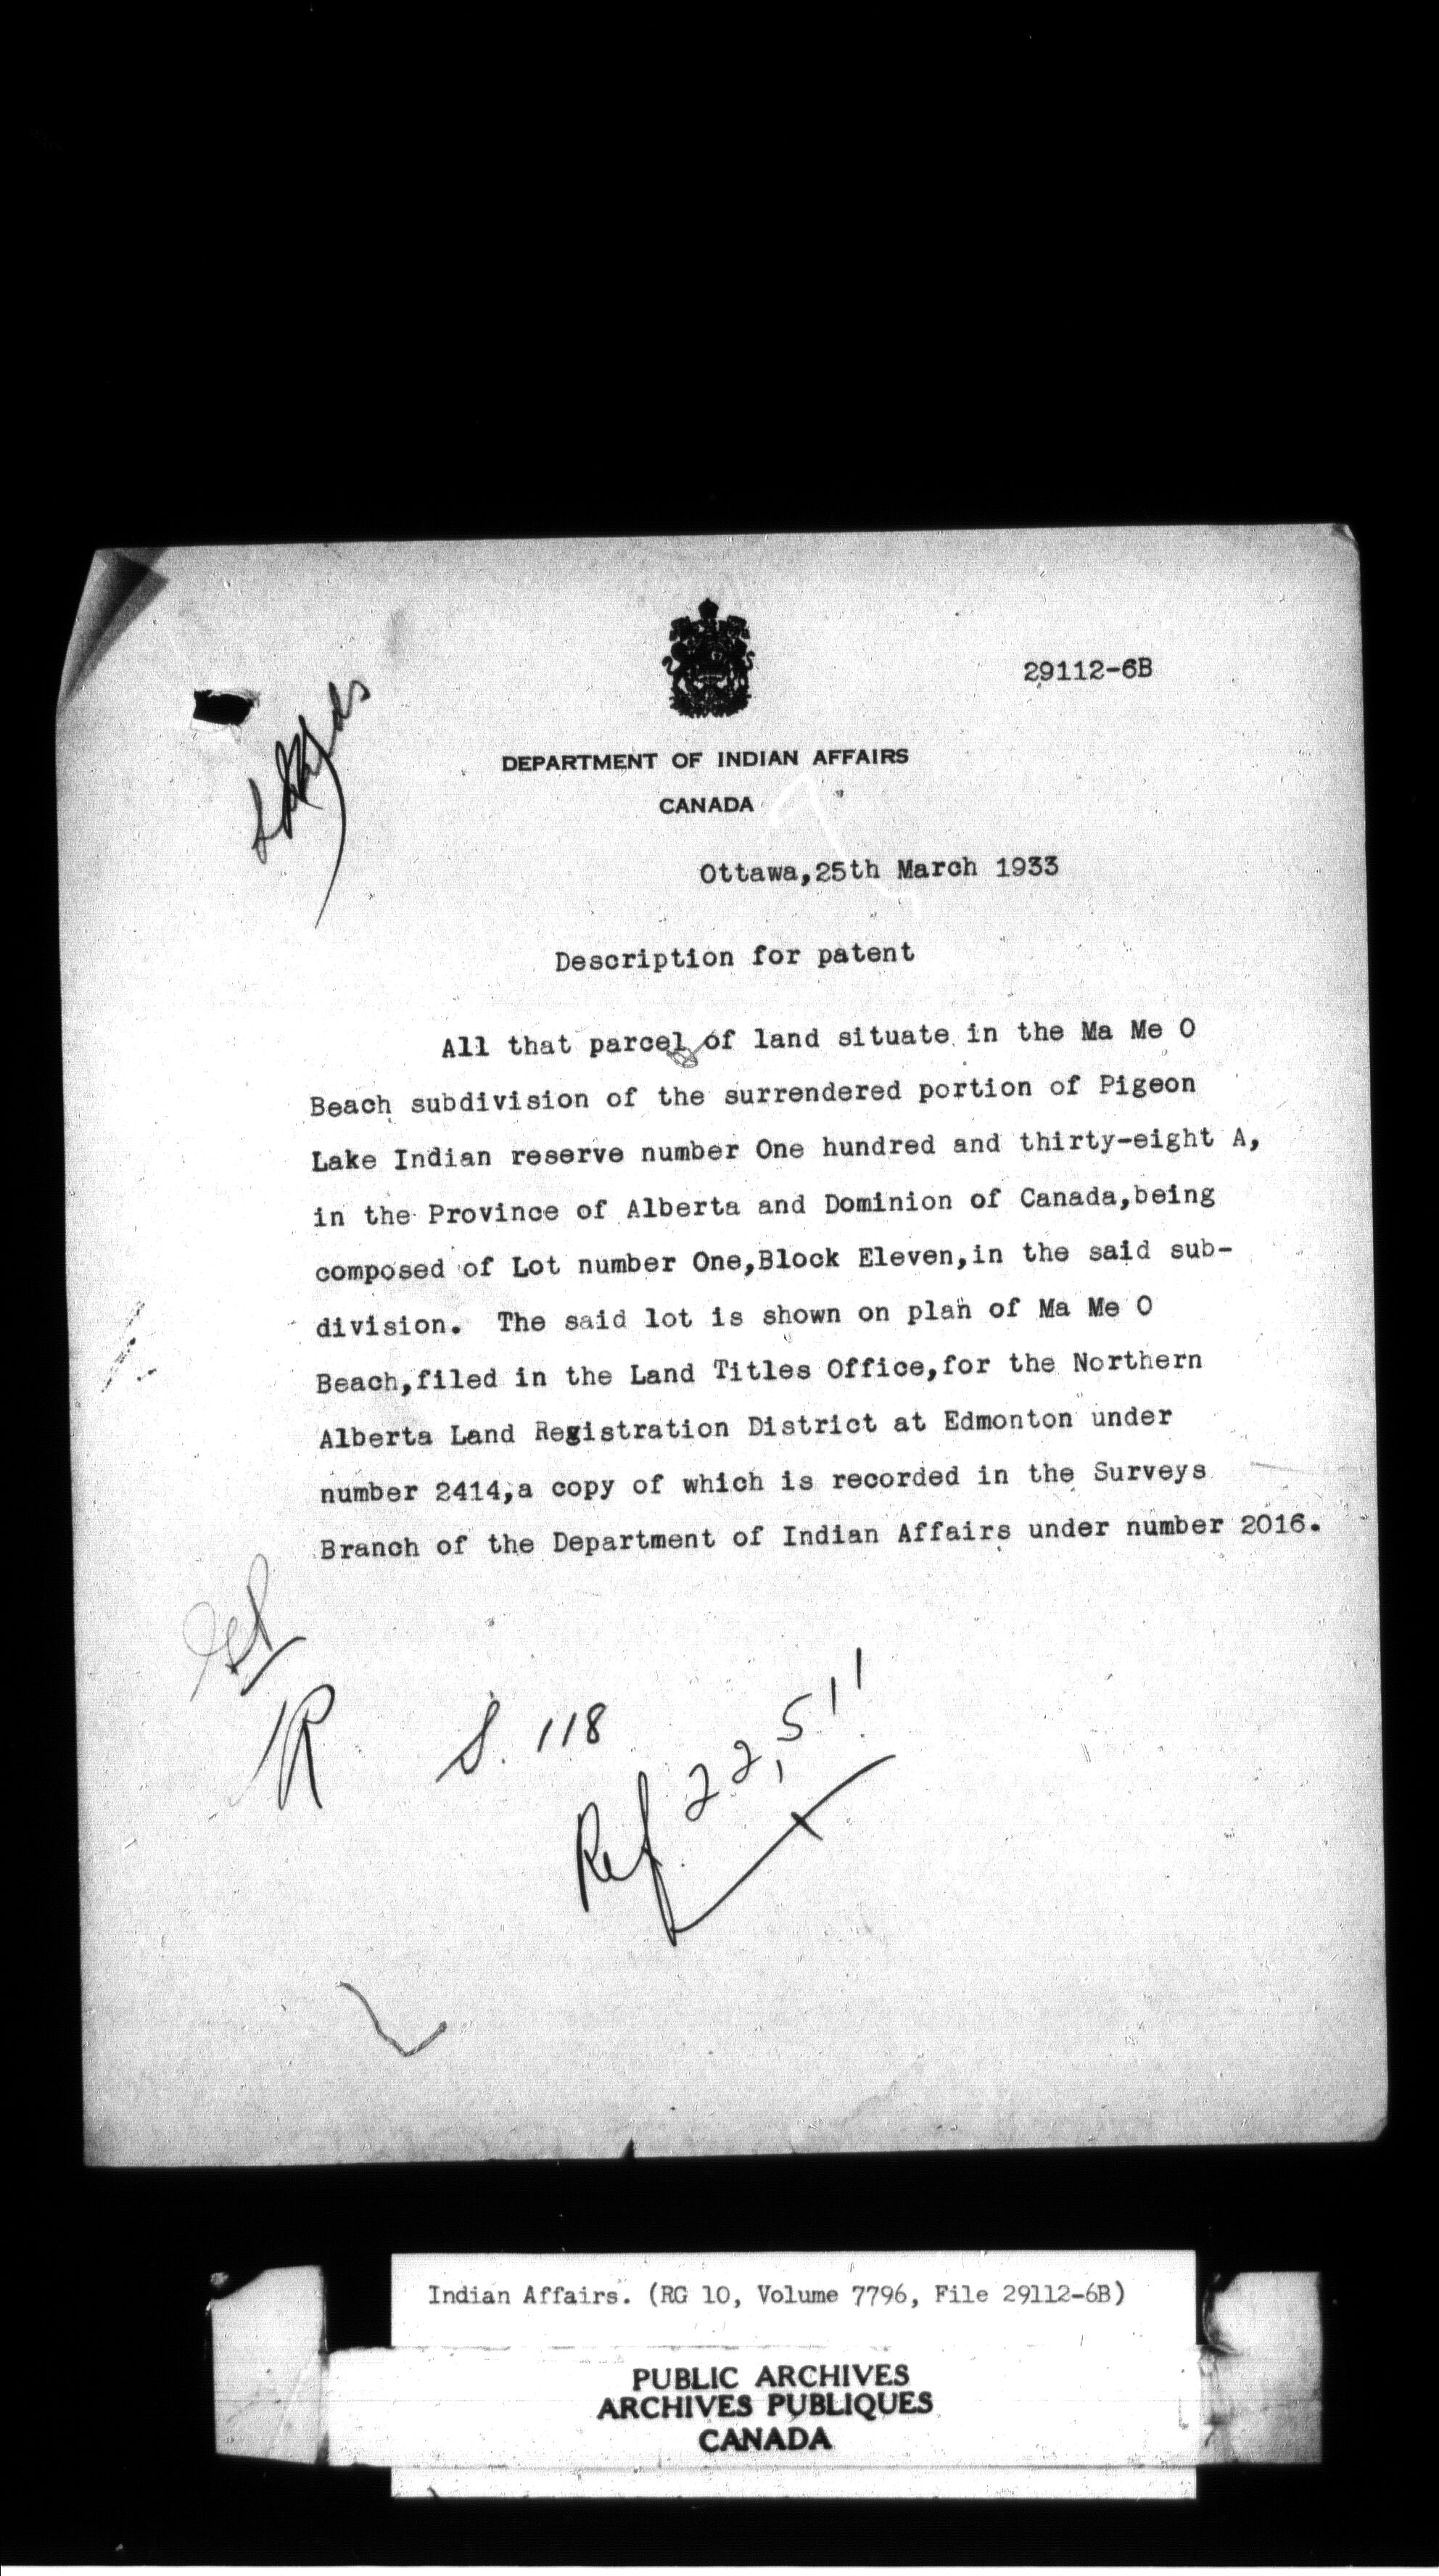 29112-6B
DEPARTMENT OF INDIAN AFFAIRS
CANADA
Ottawa,25th March 1933
Description for patent
All that parcel of land situate in the Ma Me O
Beach subdivision of the surrendered portion of Pigeon
Lake Indian reserve number One hundred and thirty-eight A,
in the Province of Alberta and Dominion of Canada,being
composed of Lot number One,Block Eleven,in the said sub-
division. The said lot is shown on plan of Ma Me O
Beach,filed in the Land Titles Office,for the Northern
Alberta Land Registration District at Edmonton under
number 2414,a copy of which is recorded in the Surveys
Branch of the Department of Indian Affairs under number 2016.
R
S. 118
Ref 22,511
Indian Affairs. (RG 10, Volume 7796, File 29112-6B)
PUBLIC ARCHIVES
ARCHIVES PUBLIQUES
CANADA